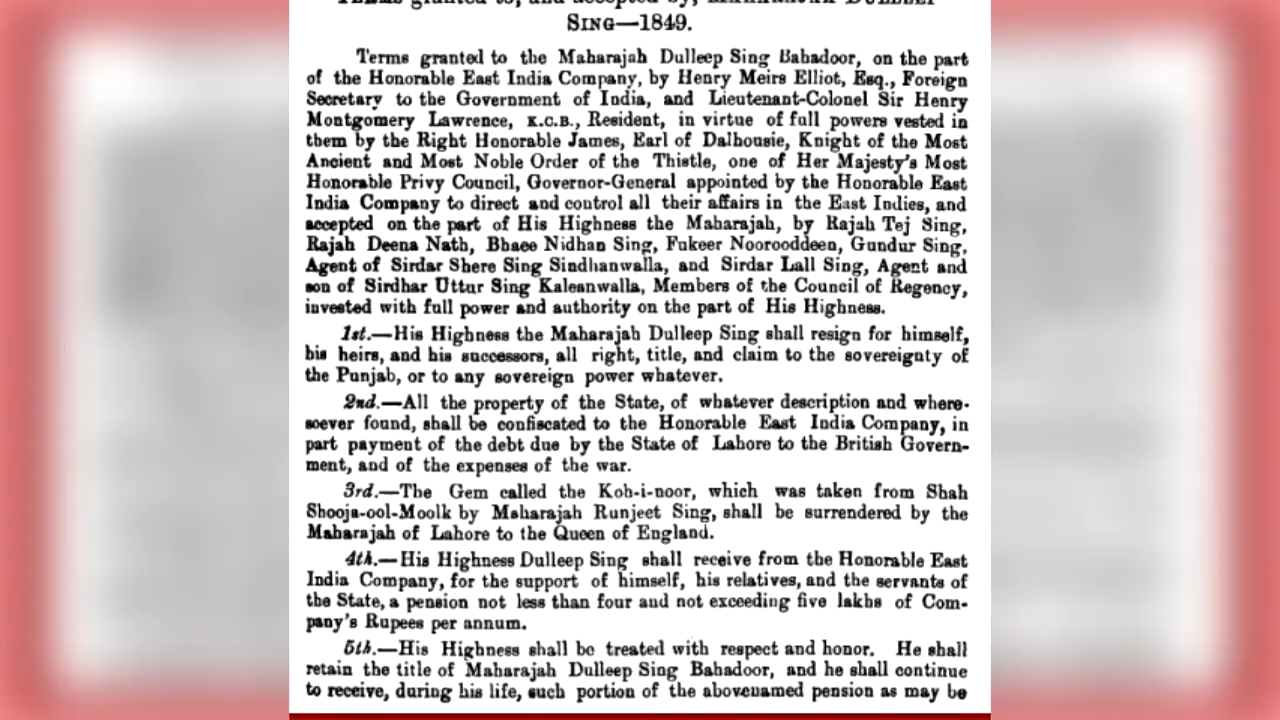 SING—1849.
Terms granted to the Maharajah Dulleep Sing Bahadoor, on the part
of the Honorable East India Company, by Henry Meirs Elliot, Esq., Foreign
Secretary to the Government of India, and Lieutenant-Colonel Sir Henry
Montgomery Lawrence, K.C.B., Resident, in virtue of full powers vested in
them by the Right Honorable James, Earl of Dalhousie, Knight of the Most
Ancient and Most Noble Order of the Thistle, one of Her Majesty's Most
Honorable Privy Council, Governor-General appointed by the Honorable East
India Company to direct and control all their affairs in the East Indies, and
accepted on the part of His Highness the Maharajah, by Rajah Tej Sing,
Rajah Deena Nath, Bhaee Nidhan Sing, Fukeer Noorooddeen, Gundur Sing,
Agent of Sirdar Shere Sing Sindhanwalla, and Sirdar Lall Sing, Agent and
son of Sirdhar Uttur Sing Kaleanwalla, Members of the Council of Regency,
invested with full power and authority on the part of His Highness.
1st.—His Highness the Maharajah Dulleep Sing shall resign for himself,
his heirs, and his successors, all right, title, and claim to the sovereignty of
the Punjab, or to any sovereign power whatever.
2nd.—All the property of the State, of whatever description and where-
soever found, shall be confiscated to the Honorable East India Company, in
part payment of the debt due by the State of Lahore to the British Govern-
ment, and of the expenses of the war.
3rd.—The Gem called the Koh-i-noor, which was taken from Shah
Shooja-ool-Moolk by Maharajah Runjeet Sing, shall be surrendered by the
Maharajah of Lahore to the Queen of England.
4th.—His Highness Dulleep Sing shall receive from the Honorable East
India Company, for the support of himself, his relatives, and the servants of
the State, a pension not less than four and not exceeding five lakhs of Com-
pany's Rupees per annum.
5th.—His Highness shall be treated with respect and honor. He shall
retain the title of Maharajah Dulleep Sing Bahadoor, and he shall continue
to receive, during his life, such portion of the abovenamed pension as may be